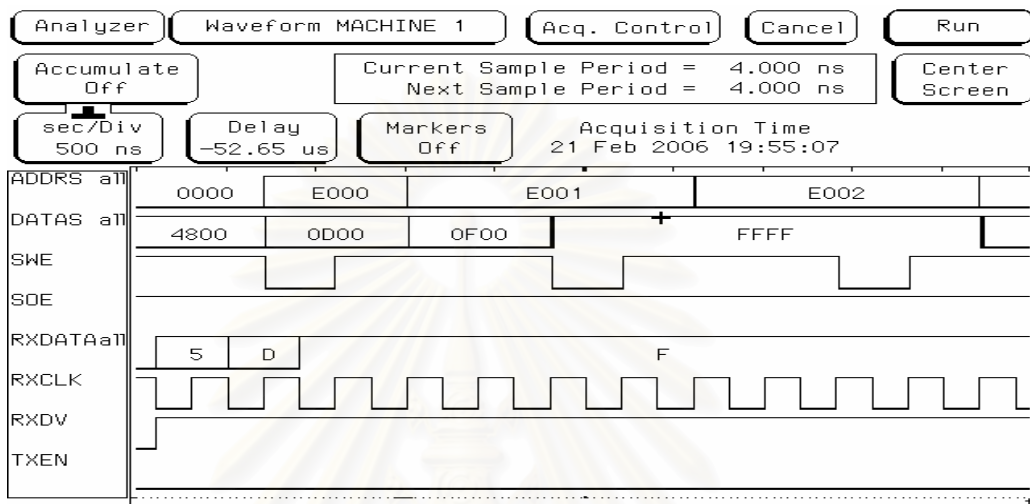 Analyzer Waveform MACHINE 1 Acq. Control Cancel Run
Accumulate Off
Current Sample Period = 4.000 ns
Next Sample Period = 4.000 ns
Center Screen
sec/Div 500 ns
Delay -52.65 us
Markers Off
Acquisition Time
21 Feb 2006 19:55:07
ADDRS all 0000 E000 E001 E002
DATAS all 4800 0D00 0F00 FFFF
SWE
SOE
RXDATAall 5 D F
RXCLK
RXDV
TXEN